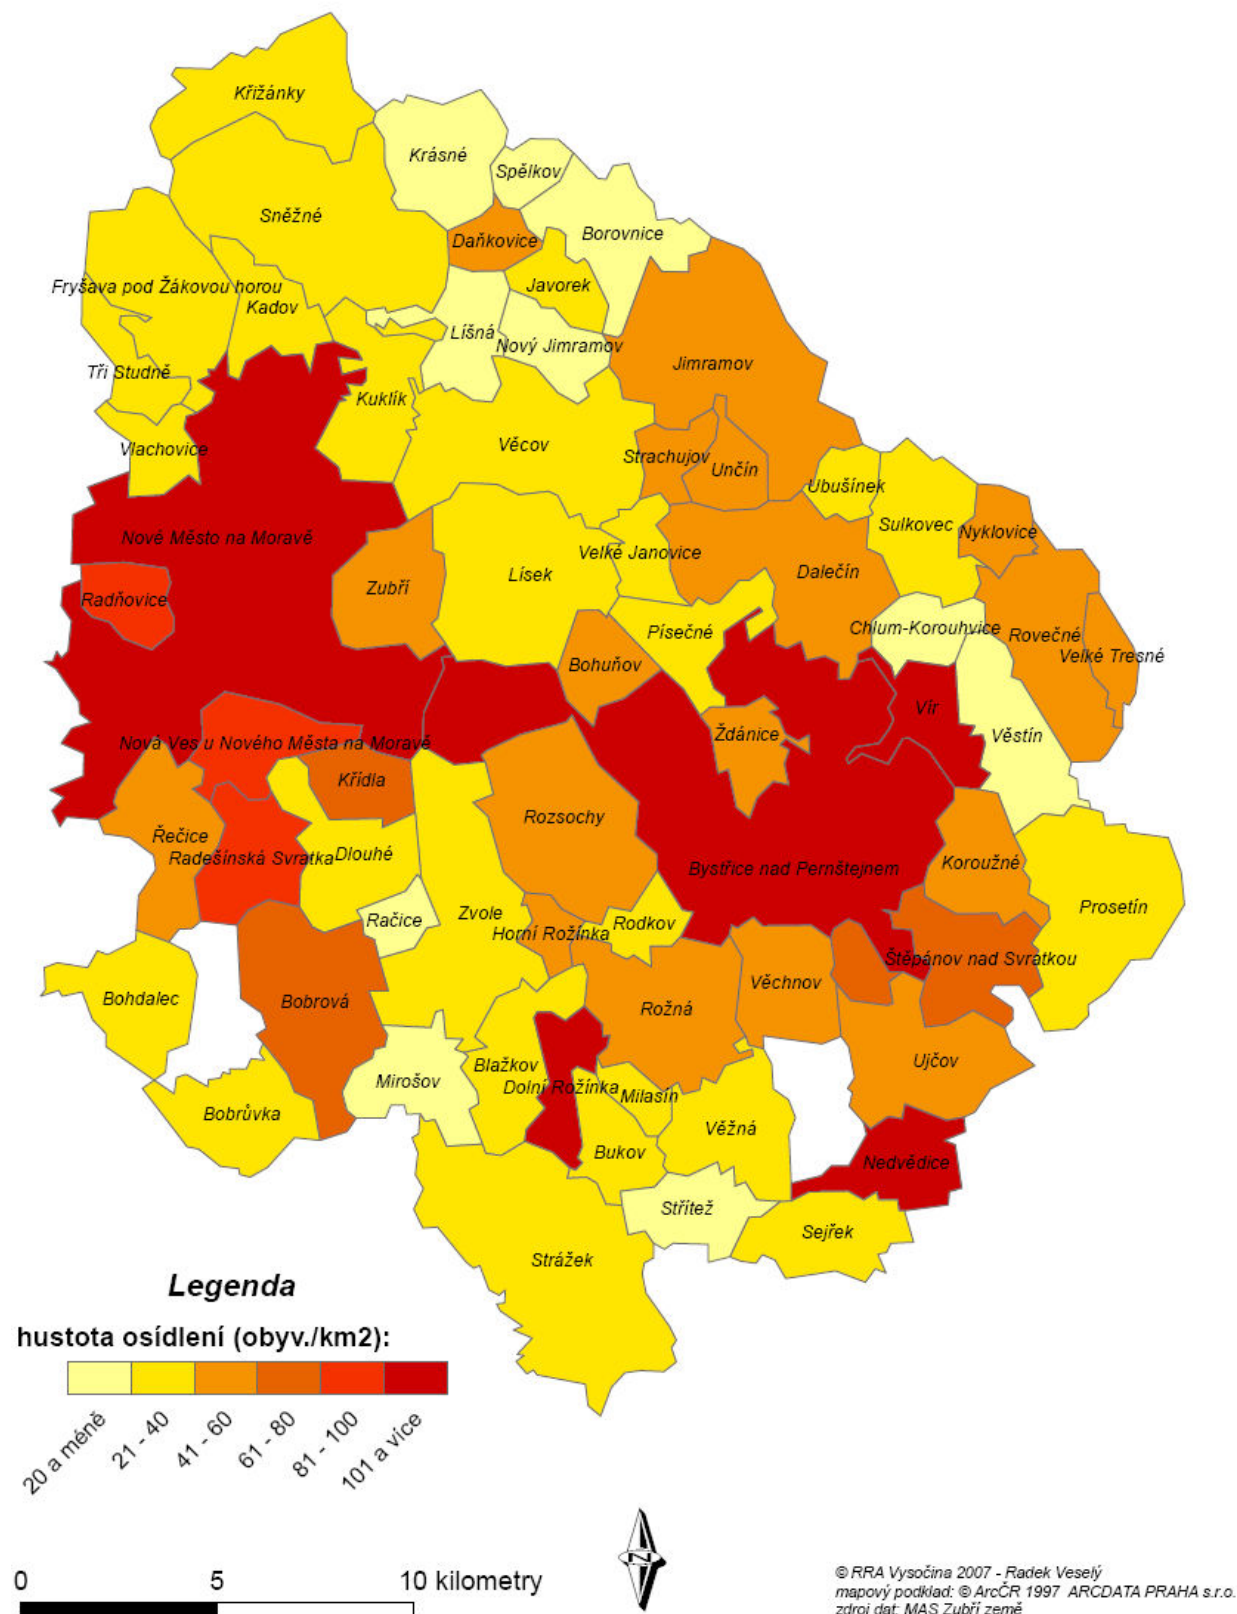 Křižánky
Krásné
Spělkov
Sněžné
Daňkovice
Borovnice
Fryšava pod Žákovou horou
Javorek
Kadov
Líšná
Nový Jimramov
Jimramov
Tři Studně
Kuklík
Vlachovice
Věcov
Strachujov
Unčín
Ubušínek
Sulkovec
Nyklovice
Nové Město na Moravě
Velké Janovice
Lísek
Dalečín
Zubří
Radňovice
Písečné
Chlum-Korouhvice
Rovečné
Velké Tresné
Bohuňov
Vír
Ždánice
Věstín
Nová Ves u Nového Města na Moravě
Křídla
Rozsochy
Řečice
Radešínská Svratka
Dlouhé
Bystřice nad Pernštejnem
Koroužné
Prosetín
Račice
Zvole
Rodkov
Horní Rožínka
Štěpánov nad Svratkou
Věchnov
Bohdalec
Bobrová
Rožná
Ujčov
Blažkov
Mirošov
Dolní Rožínka
Milasín
Bobrůvka
Věžná
Bukov
Nedvědice
Střítež
Sejřek
Strážek
Legenda
hustota osídlení (obyv./km2):
20 a méně
21 - 40
41 - 60
61 - 80
81 - 100
101 a více
N
0 5 10 kilometry
© RRA Vysočina 2007 - Radek Veselý
mapový podklad: © ArcČR 1997 ARCDATA PRAHA s.r.o.
zdroj dat: MAS Zubří země